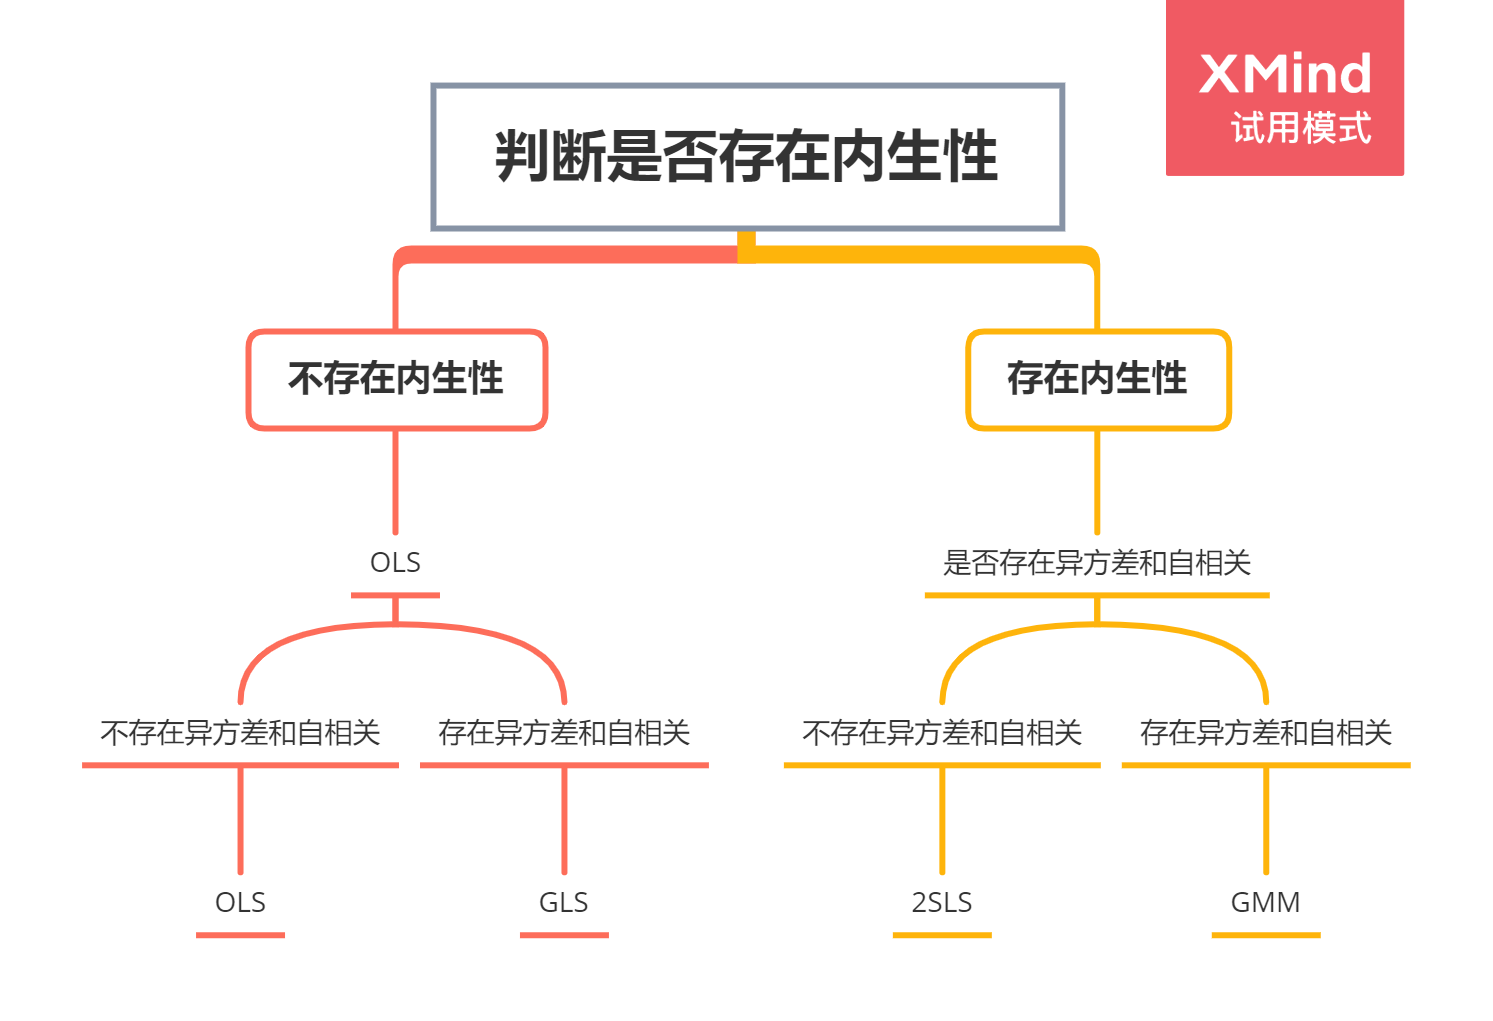 XMind
试用模式
判断是否存在内生性
不存在内生性
存在内生性
OLS
是否存在异方差和自相关
不存在异方差和自相关
存在异方差和自相关
不存在异方差和自相关
存在异方差和自相关
OLS
GLS
2SLS
GMM